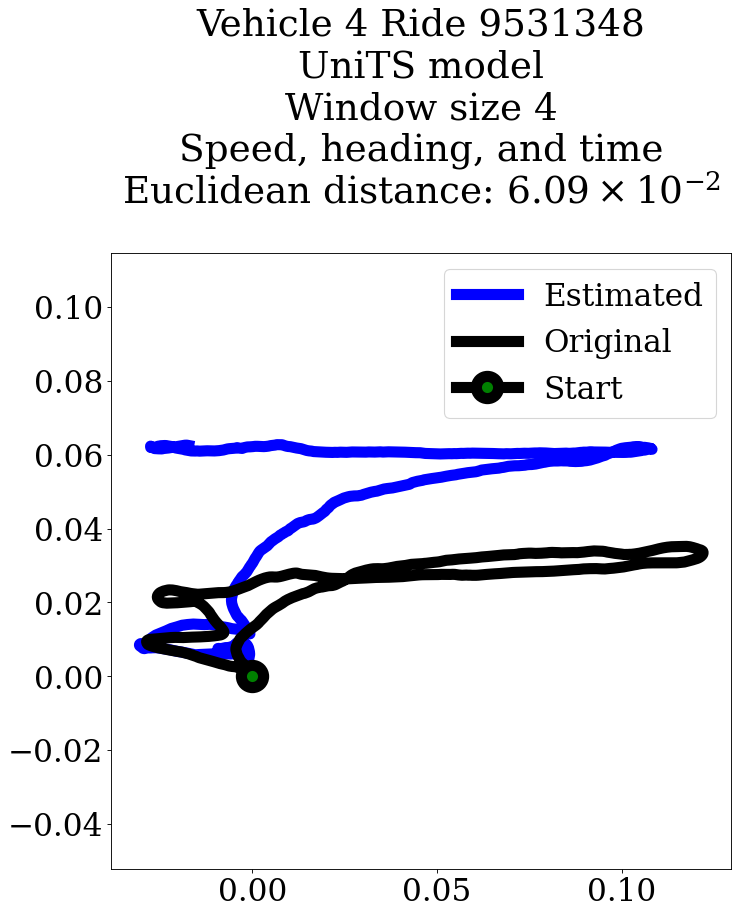 Vehicle 4 Ride 9531348
UniTS model
Window size 4
Speed, heading, and time
Euclidean distance: 6.09 × 10⁻²
Estimated
Original
Start
0.10
0.08
0.06
0.04
0.02
0.00
−0.02
−0.04
0.00 0.05 0.10